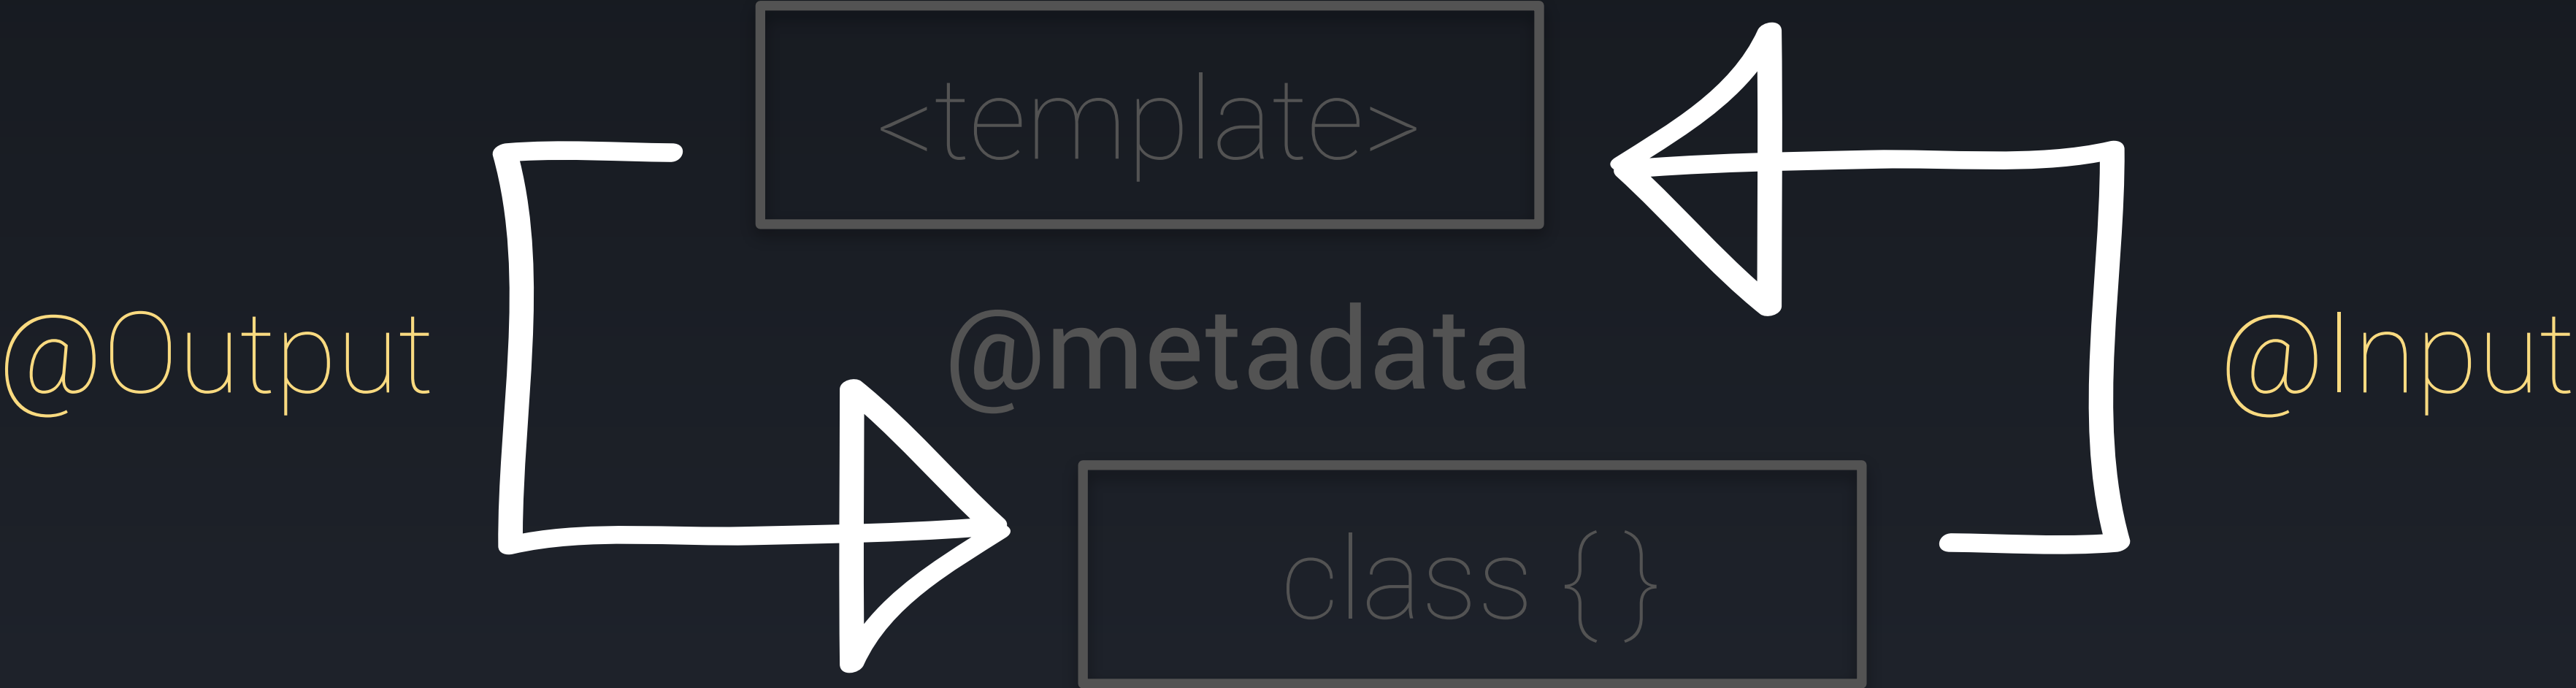 <template>
@Output
@metadata
@Input
class {}